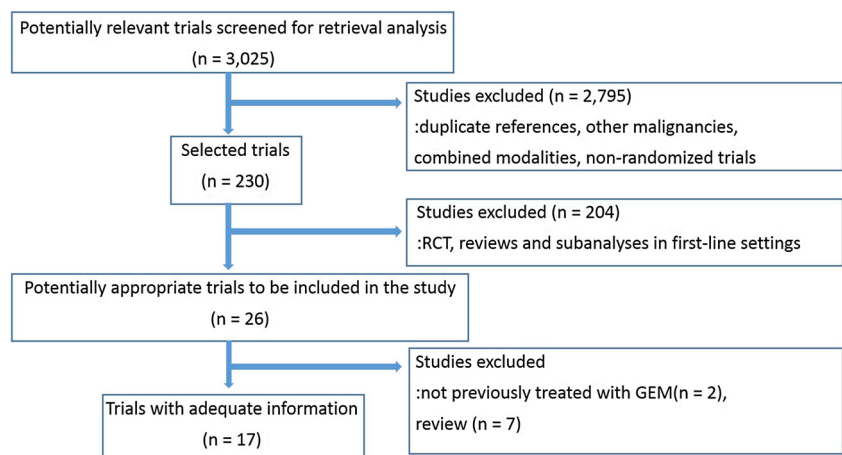 Potentially relevant trials screened for retrieval analysis
(n = 3,025)
Studies excluded (n = 2,795)
:duplicate references, other malignancies,
combined modalities, non-randomized trials
Selected trials
(n = 230)
Studies excluded (n = 204)
:RCT, reviews and subanalyses in first-line settings
Potentially appropriate trials to be included in the study
(n = 26)
Studies excluded
:not previously treated with GEM(n = 2),
review (n = 7)
Trials with adequate information
(n = 17)